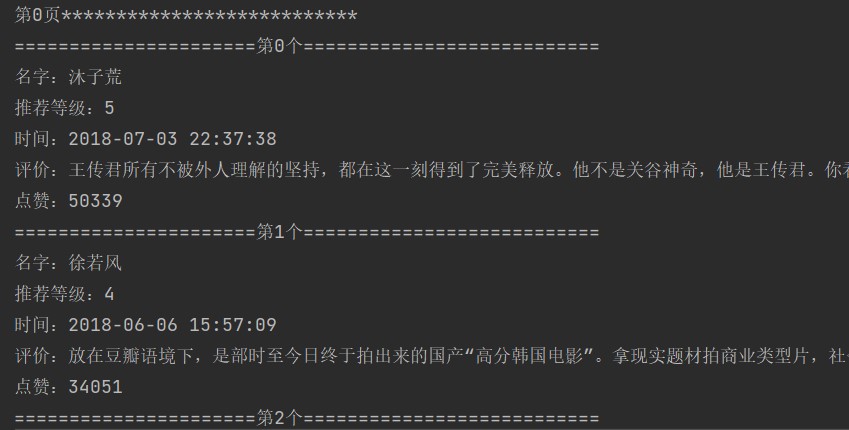 第0页***************************
======================第0个===========================
名字：沐子荒
推荐等级：5
时间：2018-07-03 22:37:38
评价：王传君所有不被外人理解的坚持，都在这一刻得到了完美释放。他不是关谷神奇，他是王传君。你看
点赞：50339
======================第1个===========================
名字：徐若风
推荐等级：4
时间：2018-06-06 15:57:09
评价：放在豆瓣语境下，是部时至今日终于拍出来的国产“高分韩国电影”。拿现实题材拍商业类型片，社
点赞：34051
======================第2个===========================